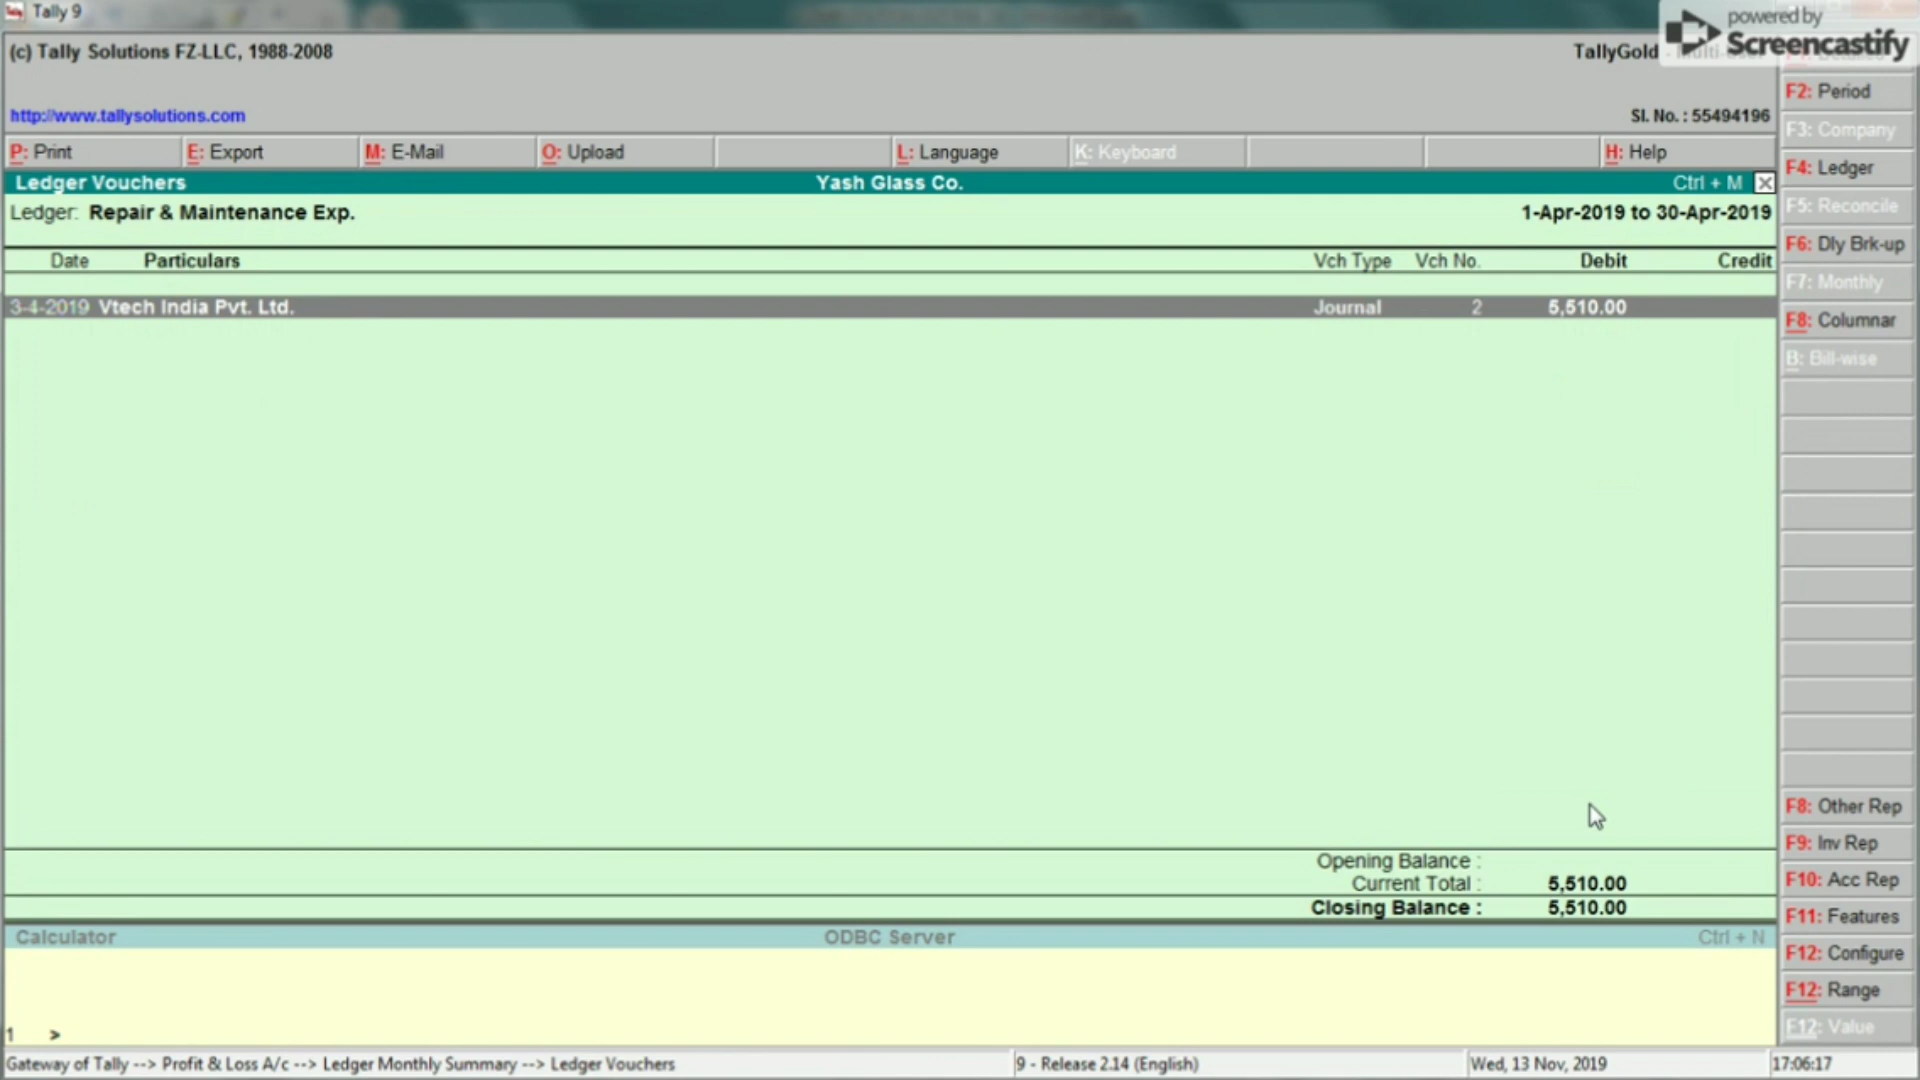 Tally 9
powered by
Screencastify
(c) Tally Solutions FZ-LLC, 1988-2008
TallyGold
http://www.tallysolutions.com
Sl. No. : 55494196
P: Print
E: Export
M: E-Mail
O: Upload
L: Language
K: Keyboard
H: Help
Ledger Vouchers
Yash Glass Co.
Ctrl + M
Ledger: Repair & Maintenance Exp.
1-Apr-2019 to 30-Apr-2019
Date Particulars Vch Type Vch No. Debit Credit
3-4-2019 Vtech India Pvt. Ltd. Journal 2 5,510.00
Opening Balance :
Current Total : 5,510.00
Closing Balance : 5,510.00
Calculator ODBC Server Ctrl + N
1 >
F2: Period
F3: Company
F4: Ledger
F5: Reconcile
F6: Dly Brk-up
F7: Monthly
F8: Columnar
B: Bill-wise
F8: Other Rep
F9: Inv Rep
F10: Acc Rep
F11: Features
F12: Configure
F12: Range
F12: Value
Gateway of Tally --> Profit & Loss A/c --> Ledger Monthly Summary --> Ledger Vouchers
9 - Release 2.14 (English)
Wed, 13 Nov, 2019
17:06:17